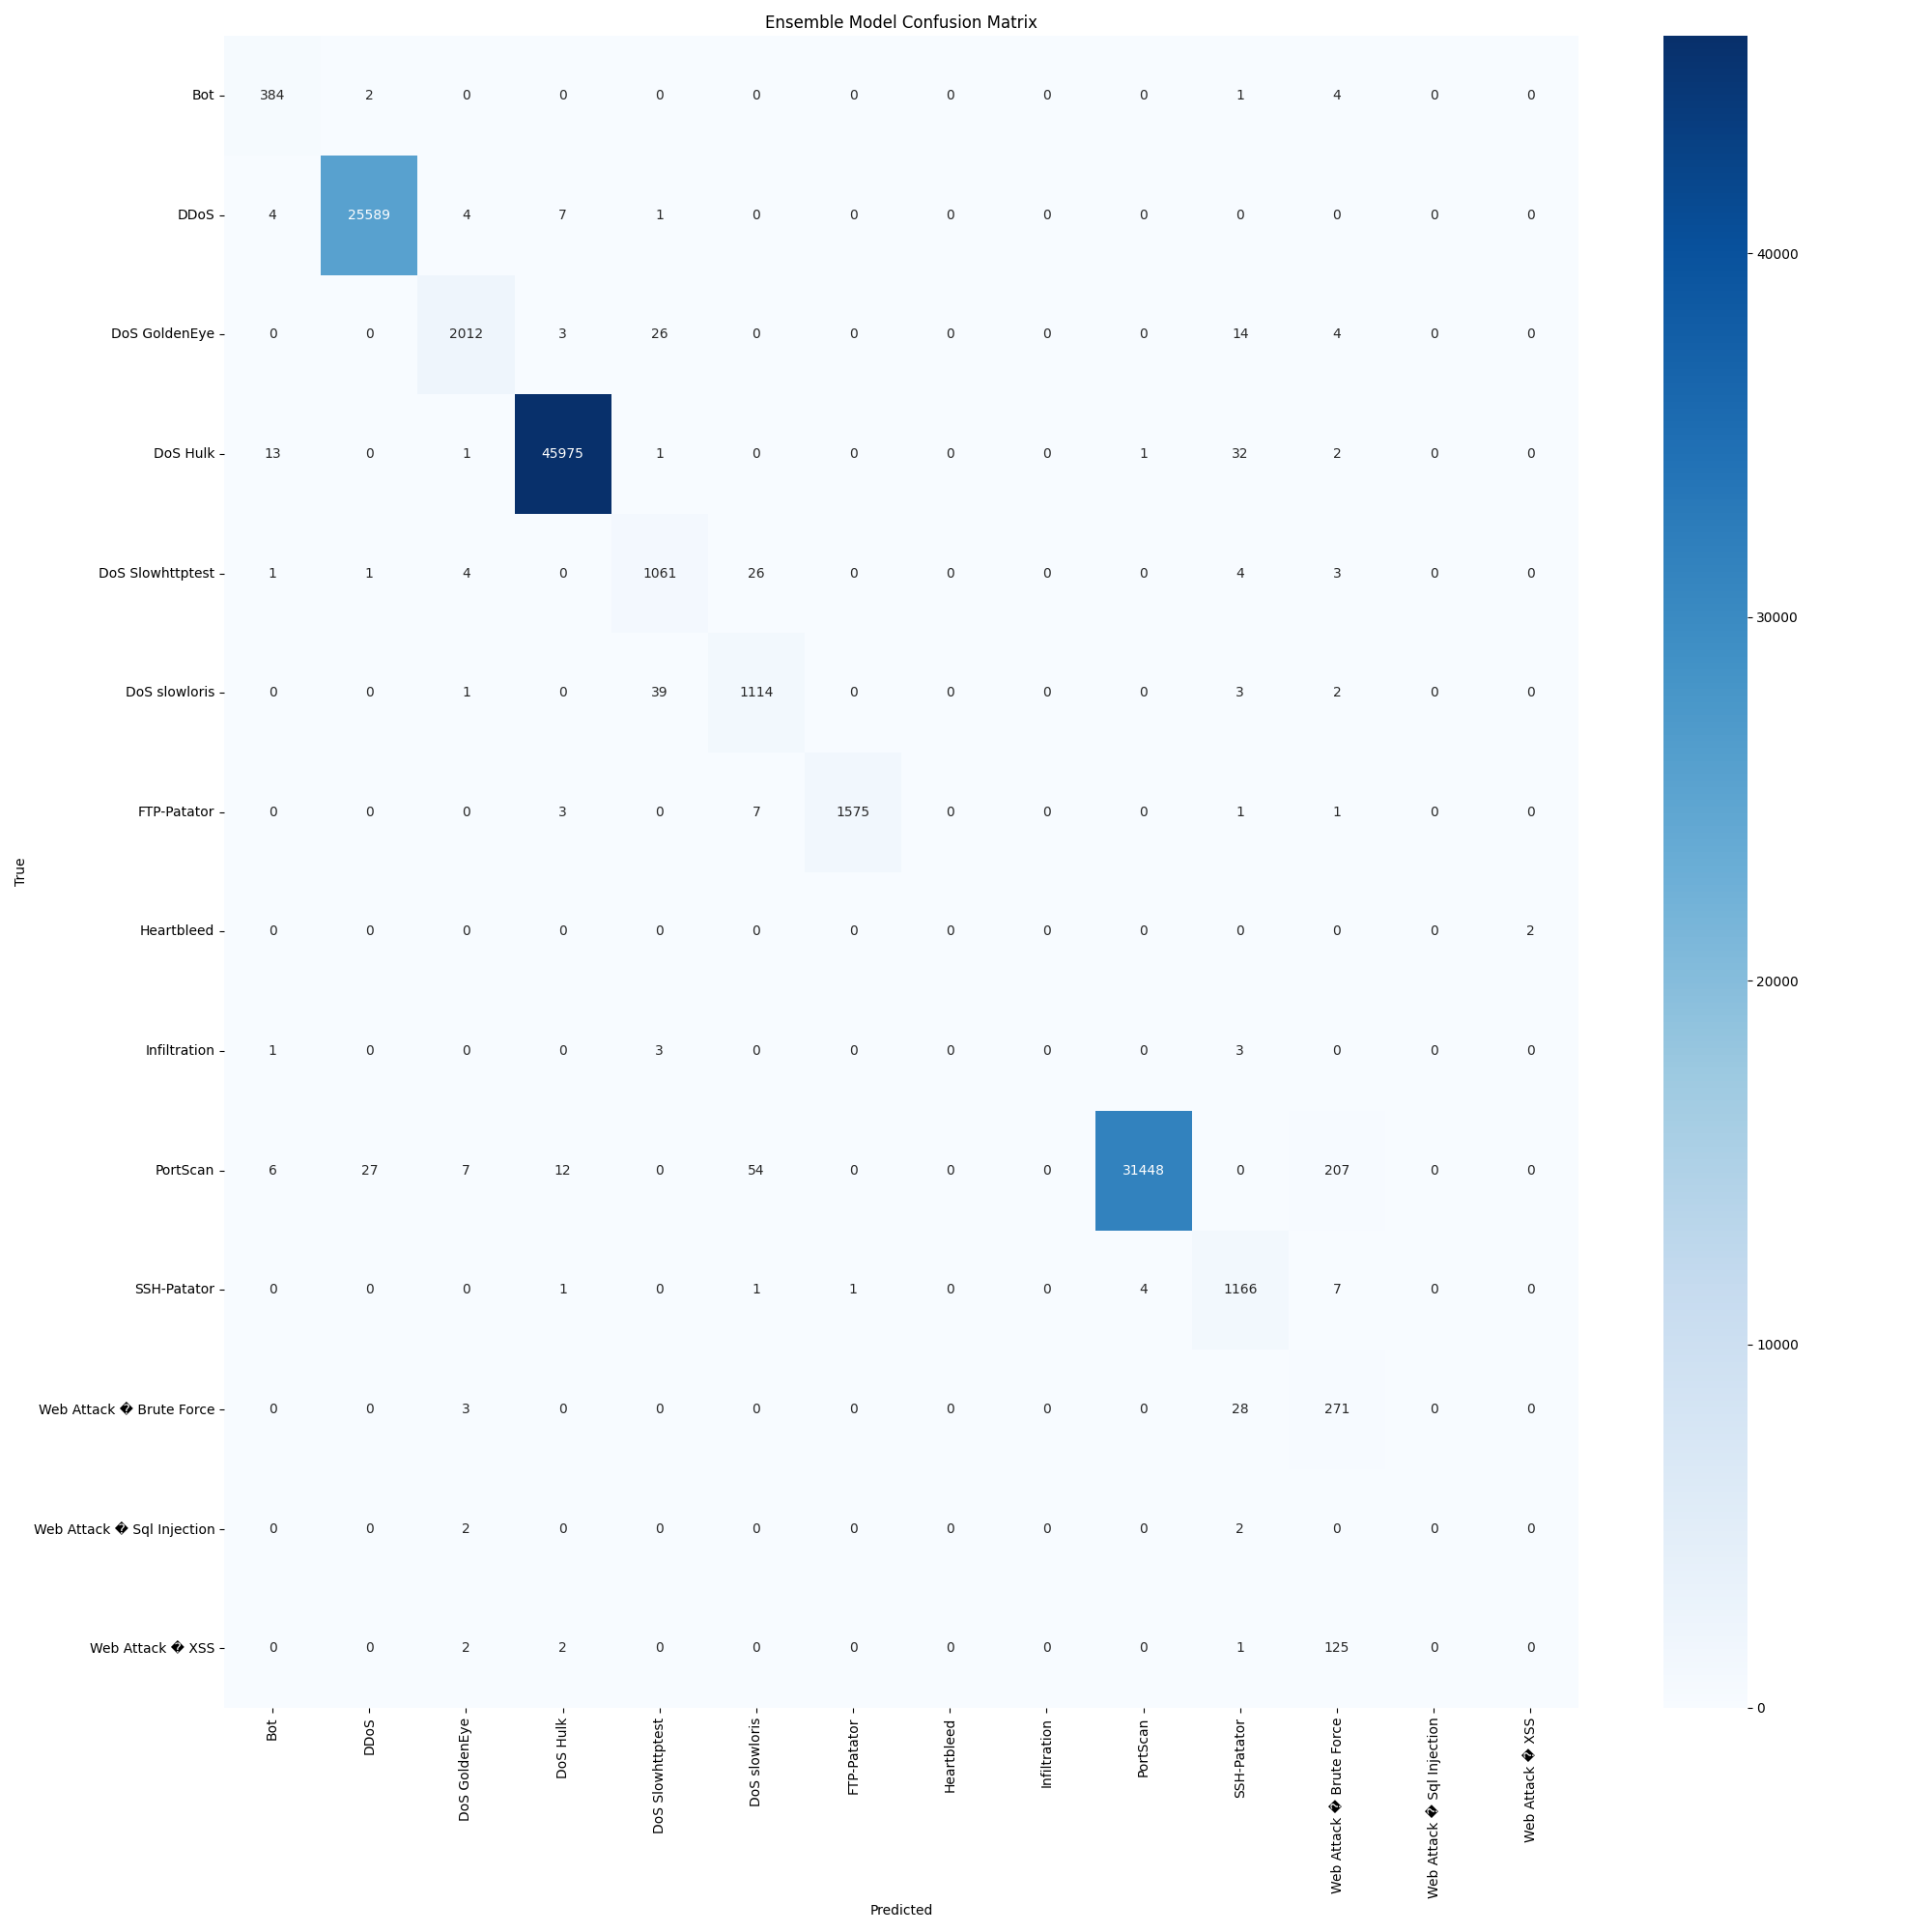 Ensemble Model Confusion Matrix
Bot 384 2 0 0 0 0 0 0 0 0 1 4 0 0
DDoS 4 25589 4 7 1 0 0 0 0 0 0 0 0 0
DoS GoldenEye 0 0 2012 3 26 0 0 0 0 0 14 4 0 0
DoS Hulk 13 0 1 45975 1 0 0 0 0 1 32 2 0 0
DoS Slowhttptest 1 1 4 0 1061 26 0 0 0 0 4 3 0 0
DoS slowloris 0 0 1 0 39 1114 0 0 0 0 3 2 0 0
FTP-Patator 0 0 0 3 0 7 1575 0 0 0 1 1 0 0
Heartbleed 0 0 0 0 0 0 0 0 0 0 0 0 0 2
Infiltration 1 0 0 0 3 0 0 0 0 0 3 0 0 0
PortScan 6 27 7 12 0 54 0 0 0 31448 0 207 0 0
SSH-Patator 0 0 0 1 0 1 1 0 0 4 1166 7 0 0
Web Attack � Brute Force 0 0 3 0 0 0 0 0 0 0 28 271 0 0
Web Attack � Sql Injection 0 0 2 0 0 0 0 0 0 0 2 0 0 0
Web Attack � XSS 0 0 2 2 0 0 0 0 0 0 1 125 0 0
True
Bot
DDoS
DoS GoldenEye
DoS Hulk
DoS Slowhttptest
DoS slowloris
FTP-Patator
Heartbleed
Infiltration
PortScan
SSH-Patator
Web Attack � Brute Force
Web Attack � Sql Injection
Web Attack � XSS
Predicted
40000
30000
20000
10000
0